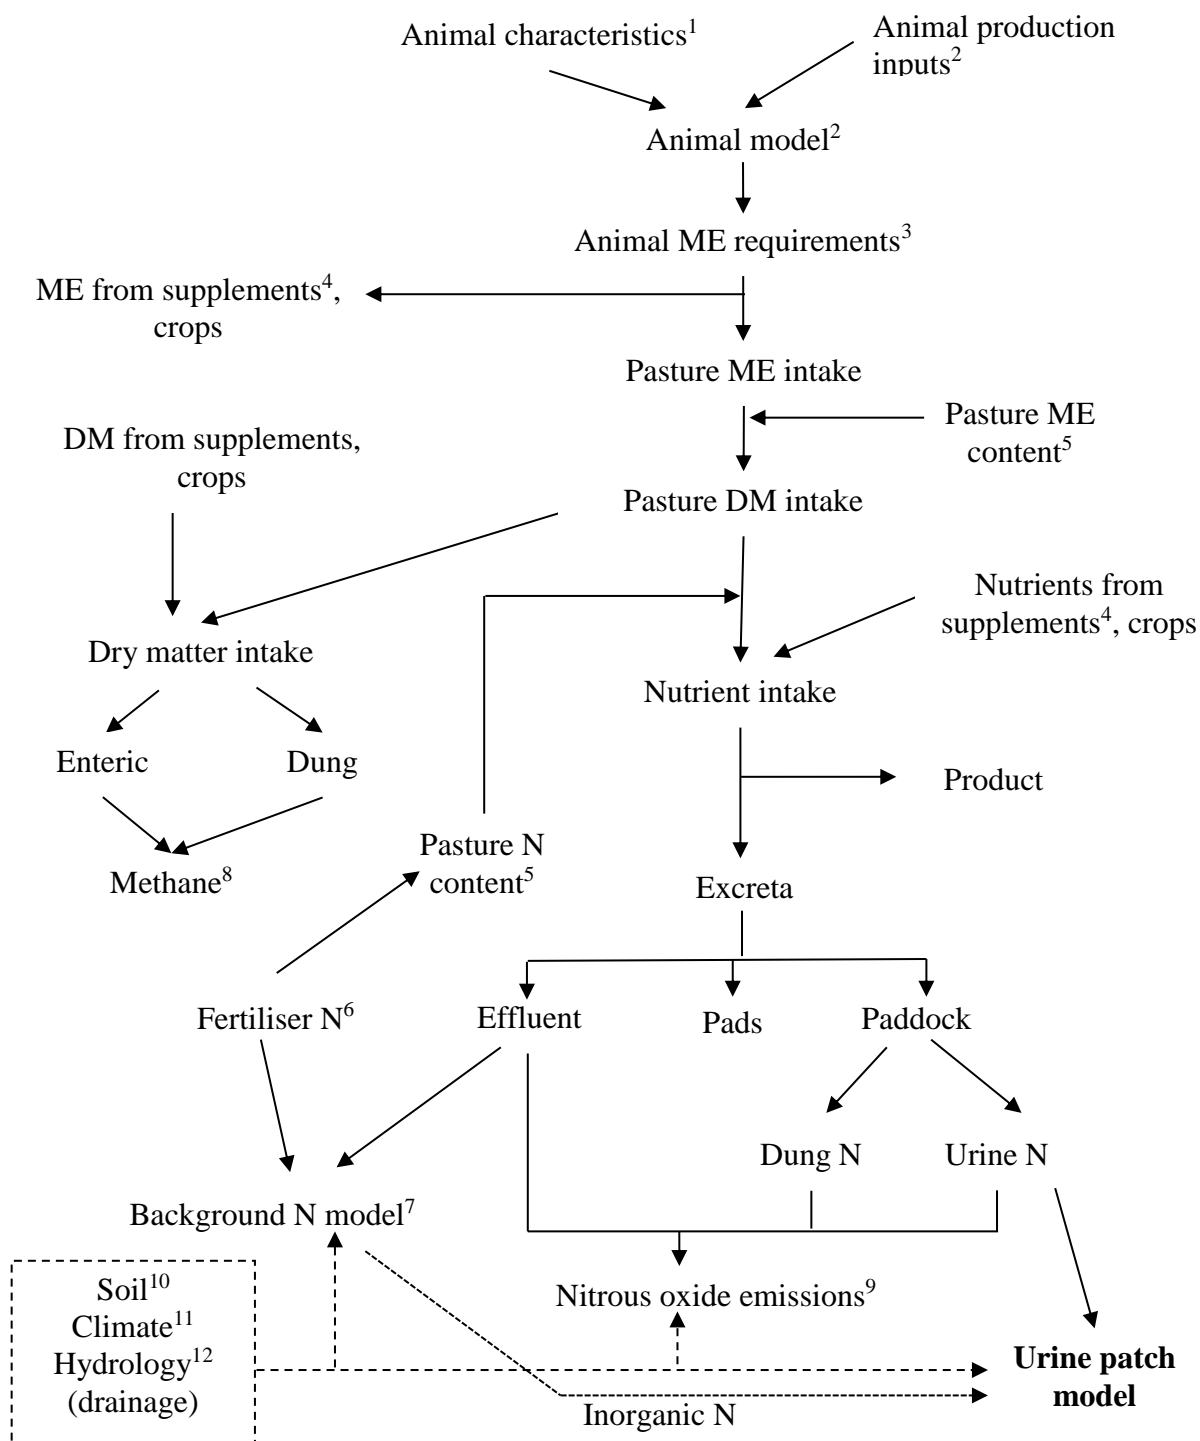 Animal characteristics¹
Animal production
inputs²
Animal model²
Animal ME requirements³
ME from supplements⁴,
crops
Pasture ME intake
Pasture ME
content⁵
DM from supplements,
crops
Pasture DM intake
Nutrients from
supplements⁴, crops
Dry matter intake
Nutrient intake
Enteric
Dung
Product
Pasture N
content⁵
Methane⁸
Excreta
Fertiliser N⁶
Effluent
Pads
Paddock
Dung N
Urine N
Background N model⁷
Soil¹⁰
Climate¹¹
Hydrology¹²
(drainage)
Nitrous oxide emissions⁹
Urine patch
model
Inorganic N